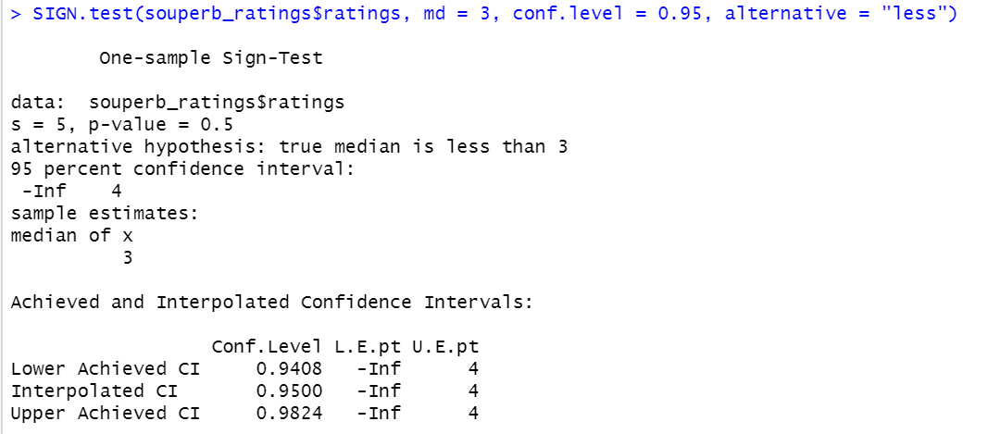 > SIGN.test(souperb_ratings$ratings, md = 3, conf.level = 0.95, alternative = "less")
One-sample Sign-Test
data:  souperb_ratings$ratings
s = 5, p-value = 0.5
alternative hypothesis: true median is less than 3
95 percent confidence interval:
 -Inf    4
sample estimates:
median of x
          3
Achieved and Interpolated Confidence Intervals:
                  Conf.Level L.E.pt U.E.pt
Lower Achieved CI     0.9408   -Inf      4
Interpolated CI       0.9500   -Inf      4
Upper Achieved CI     0.9824   -Inf      4